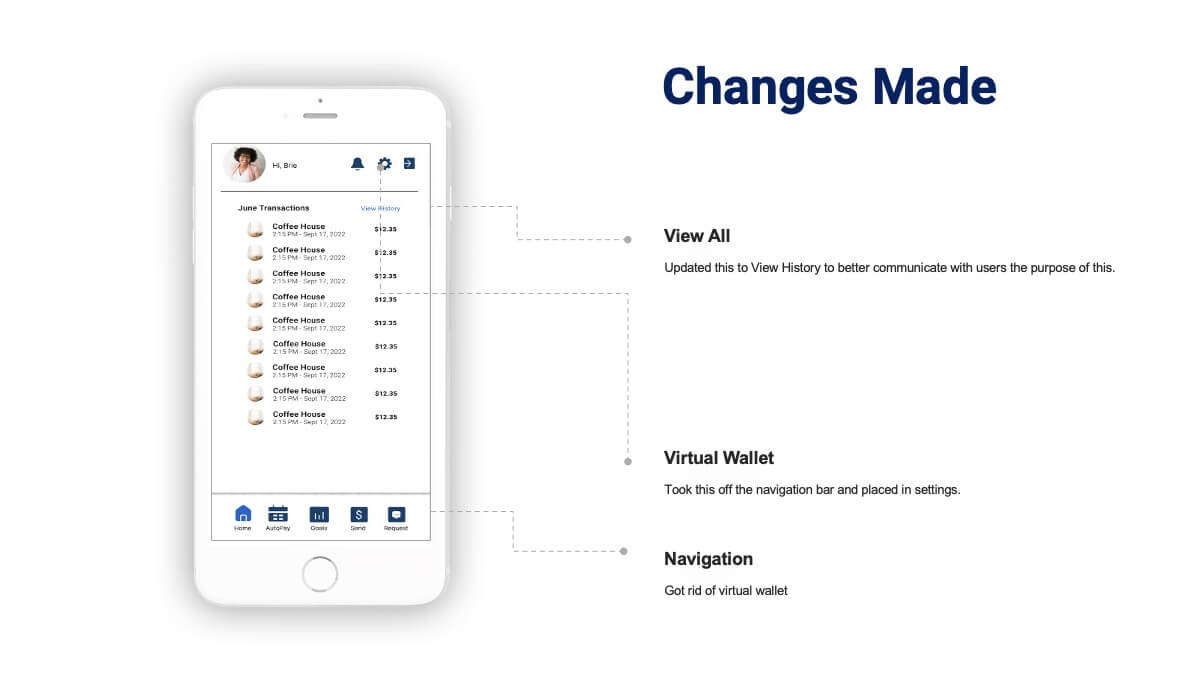 Changes Made
Hi, Brie
June Transactions View History
Coffee House
2:15 PM - Sept 17, 2022
$12.35
Coffee House
2:15 PM - Sept 17, 2022
$12.35
Coffee House
2:15 PM - Sept 17, 2022
$12.35
Coffee House
2:15 PM - Sept 17, 2022
$12.35
Coffee House
2:15 PM - Sept 17, 2022
$12.35
Coffee House
2:15 PM - Sept 17, 2022
$12.35
Coffee House
2:15 PM - Sept 17, 2022
$12.35
Coffee House
2:15 PM - Sept 17, 2022
$12.35
Coffee House
2:15 PM - Sept 17, 2022
$12.35
Home AutoPay Goals Send Request
View All
Updated this to View History to better communicate with users the purpose of this.
Virtual Wallet
Took this off the navigation bar and placed in settings.
Navigation
Got rid of virtual wallet